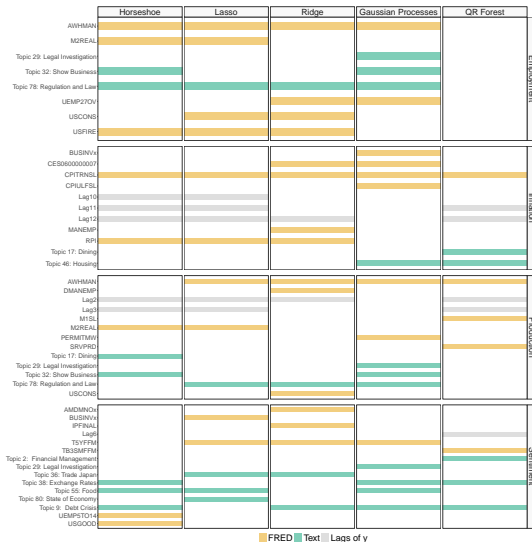 Horseshoe Lasso Ridge Gaussian Processes QR Forest
AWHMAN
M2REAL
Topic 29: Legal Investigation
Topic 32: Show Business
Topic 78: Regulation and Law
UEMP27OV
USCONS
USFIRE
BUSINVx
CES0600000007
CPITRNSL
CPIULFSL
Lag10
Lag11
Lag12
MANEMP
RPI
Topic 17: Dining
Topic 46: Housing
AWHMAN
DMANEMP
Lag2
Lag3
M1SL
M2REAL
PERMITMW
SRVPRD
Topic 17: Dining
Topic 29: Legal Investigation
Topic 32: Show Business
Topic 78: Regulation and Law
USCONS
AMDMNOx
BUSINVx
IPFINAL
Lag6
T5YFFM
TB3SMFFM
Topic 2: Financial Management
Topic 29: Legal Investigation
Topic 36: Trade Japan
Topic 38: Exchange Rates
Topic 55: Food
Topic 80: State of Economy
Topic 9: Debt Crisis
UEMP5TO14
USGOOD
FRED Text Lags of y